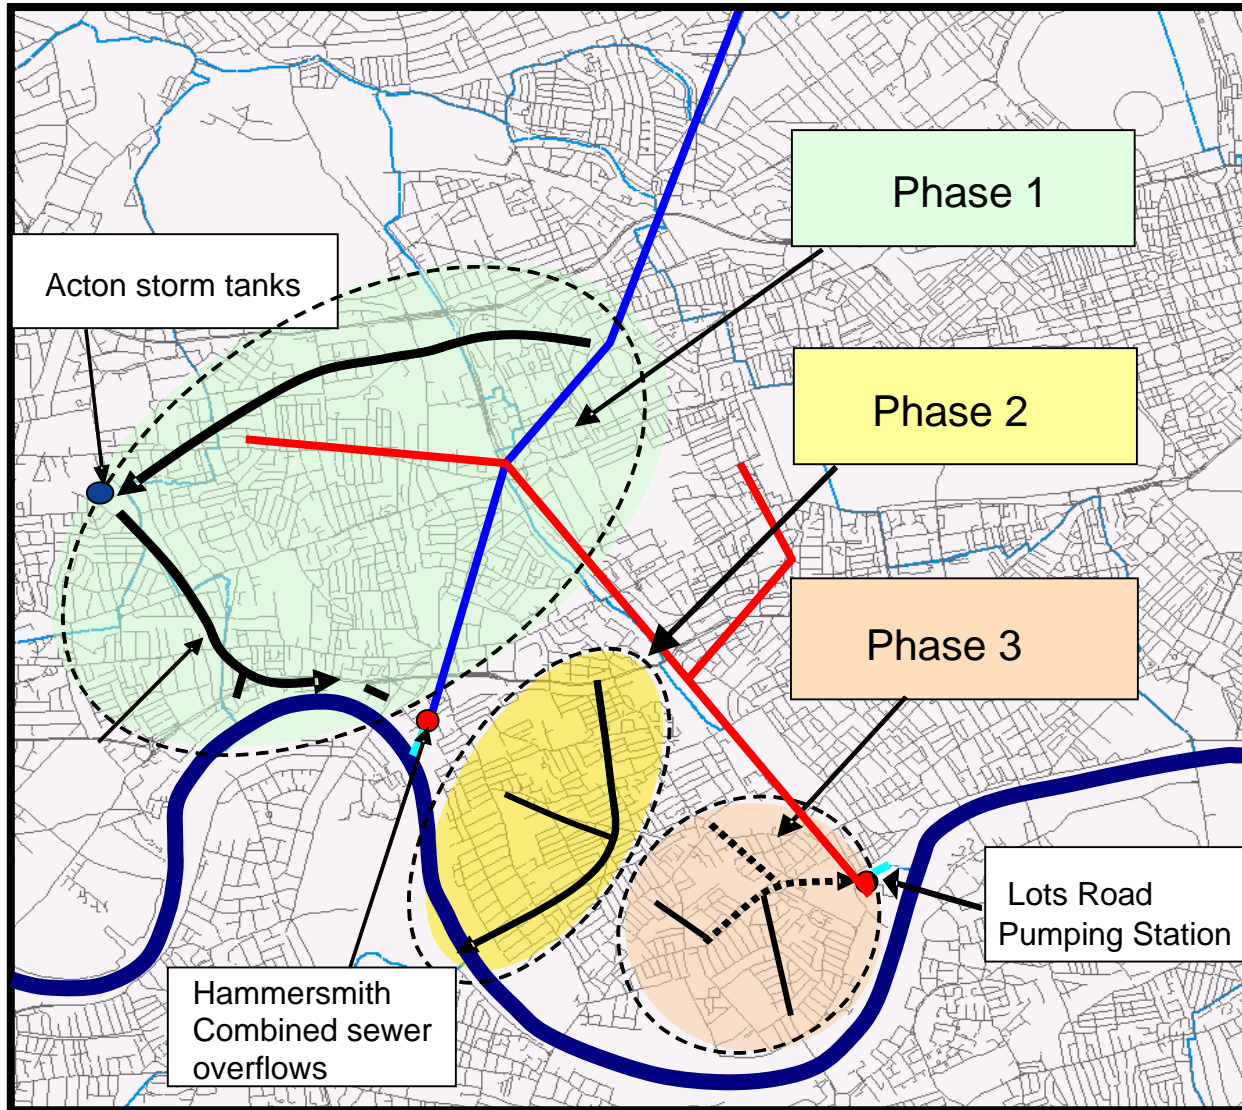 Phase 1
Acton storm tanks
Phase 2
Phase 3
Lots Road
Pumping Station
Hammersmith
Combined sewer
overflows